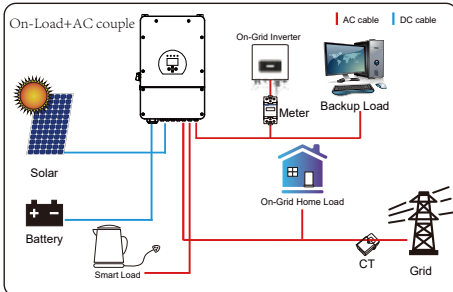 On-Load+AC couple
AC cable
DC cable
On-Grid Inverter
Meter
Backup Load
Solar
On-Grid Home Load
Battery
Smart Load
CT
Grid